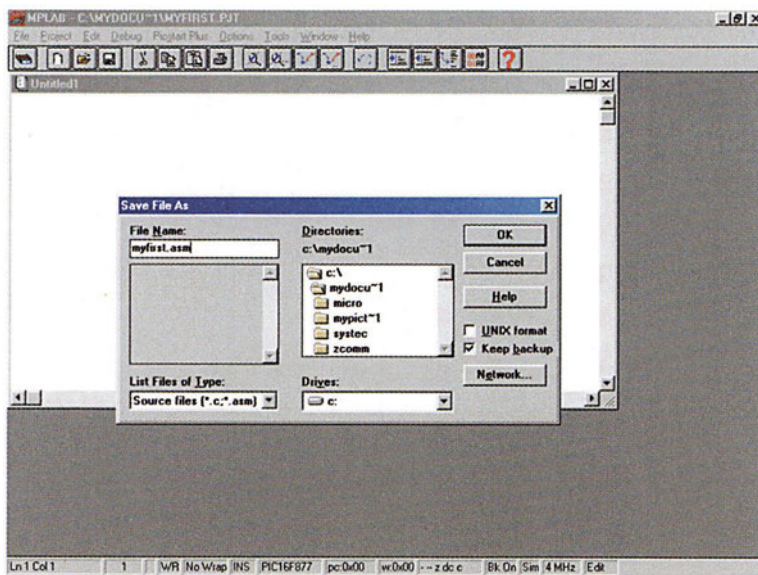 MPLAB - C:\MYDOCU~1\MYFIRST.PJT
File Project Edit Debug Picstart Plus Options Tools Window Help
Untitled1
Save File As
File Name:
myfirst.asm
Directories:
c:\mydocu~1
OK
Cancel
c:\
mydocu~1
micro
mypict~1
systec
zcomm
Help
UNIX format
Keep backup
Network...
List Files of Type:
Source files (*.c;*.asm)
Drives:
c:
Ln 1 Col 1 1 WR No Wrap INS PIC16F877 pc:0x00 w:0x00 - - z dc c Bk On Sim 4 MHz Edit